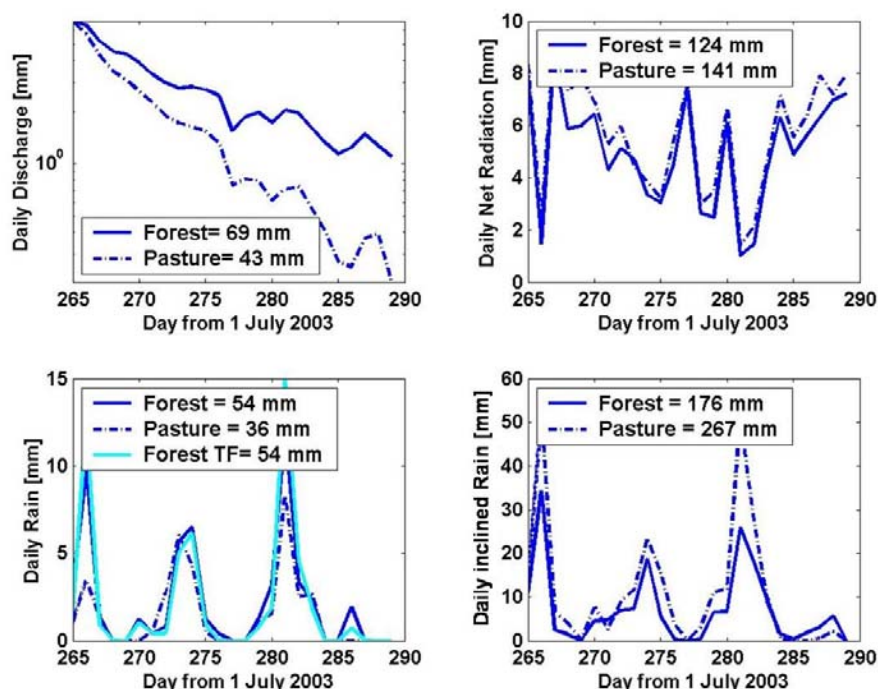 Daily Discharge [mm]
10^0
Forest= 69 mm
Pasture= 43 mm
265 270 275 280 285 290
Day from 1 July 2003
Daily Net Radiation [mm]
10
8
6
4
2
0
Forest = 124 mm
Pasture = 141 mm
265 270 275 280 285 290
Day from 1 July 2003
Daily Rain [mm]
15
10
5
0
Forest = 54 mm
Pasture = 36 mm
Forest TF= 54 mm
265 270 275 280 285 290
Day from 1 July 2003
Daily inclined Rain [mm]
60
50
40
30
20
10
0
Forest = 176 mm
Pasture = 267 mm
265 270 275 280 285 290
Day from 1 July 2003